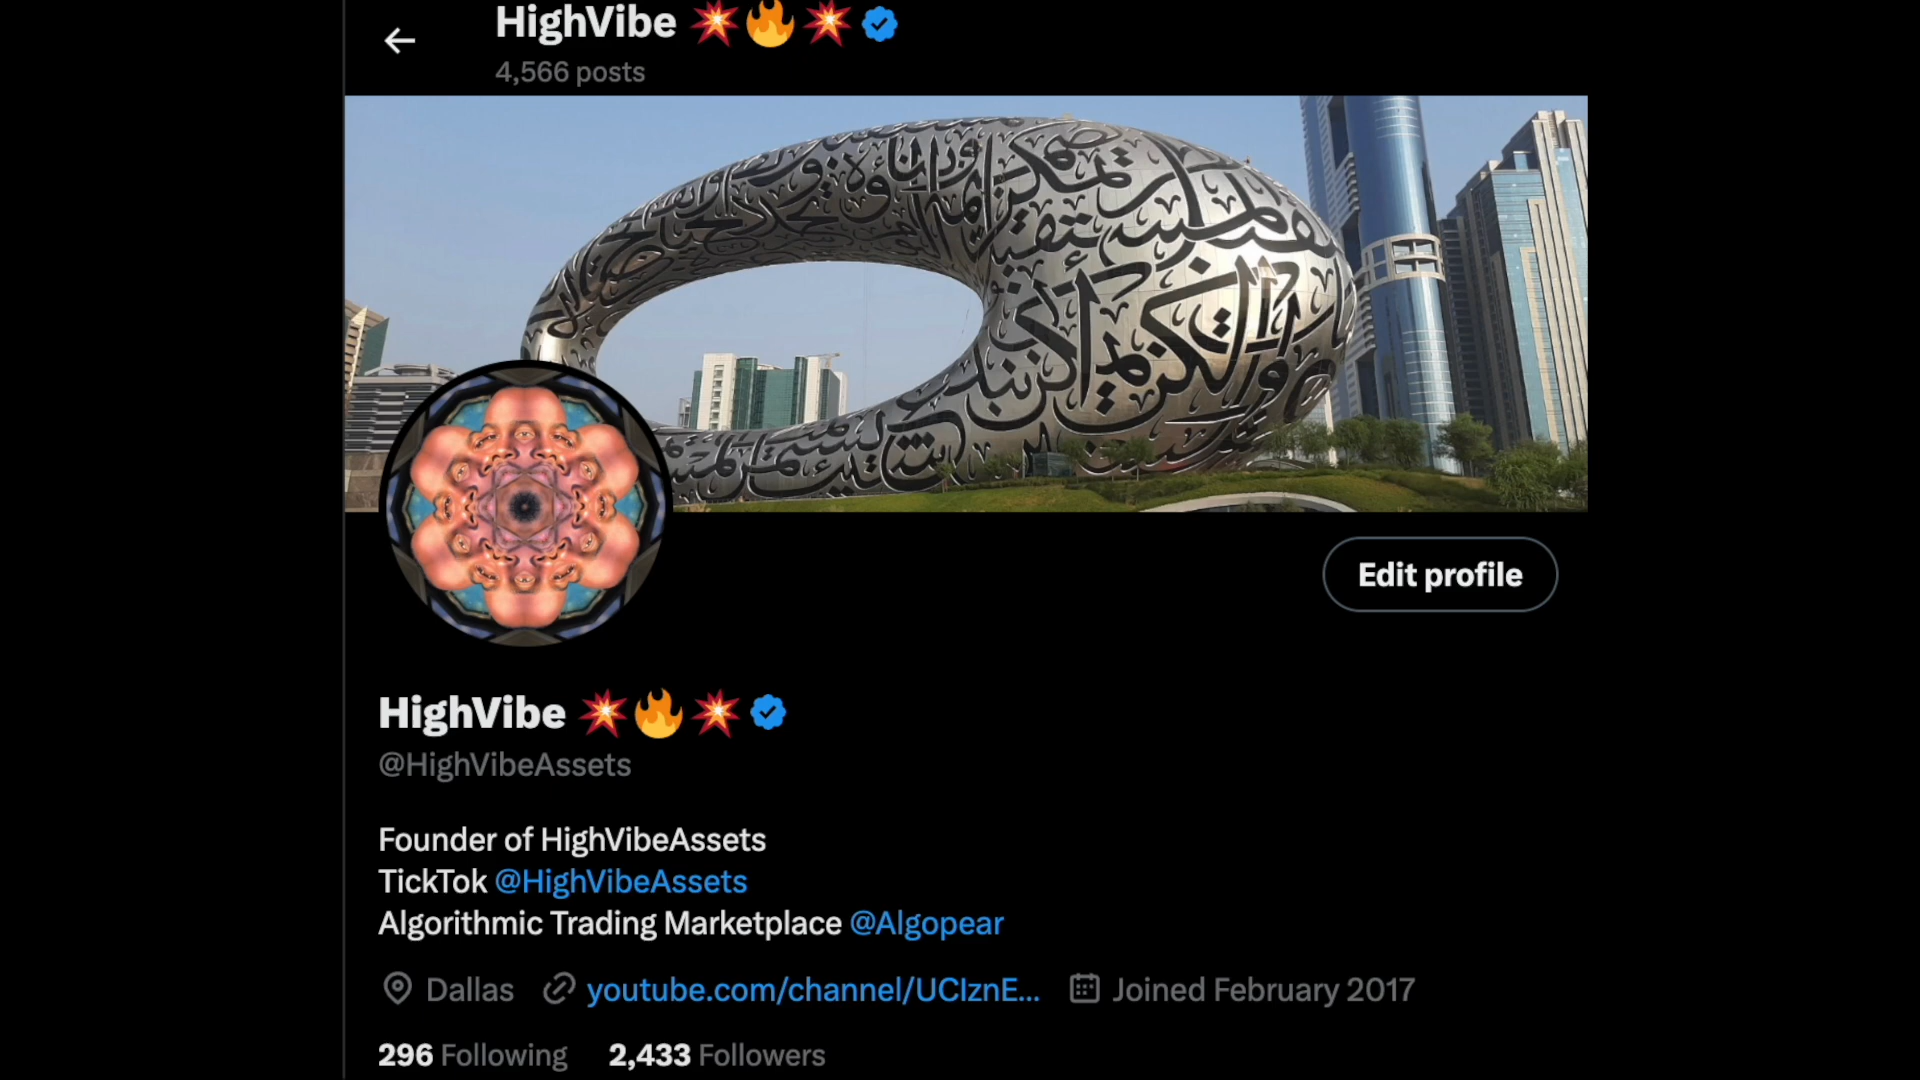 HighVibe 💥🔥💥
4,566 posts
Edit profile
HighVibe 💥🔥💥
@HighVibeAssets
Founder of HighVibeAssets
TickTok @HighVibeAssets
Algorithmic Trading Marketplace @Algopear
Dallas youtube.com/channel/UCIznE... Joined February 2017
296 Following 2,433 Followers